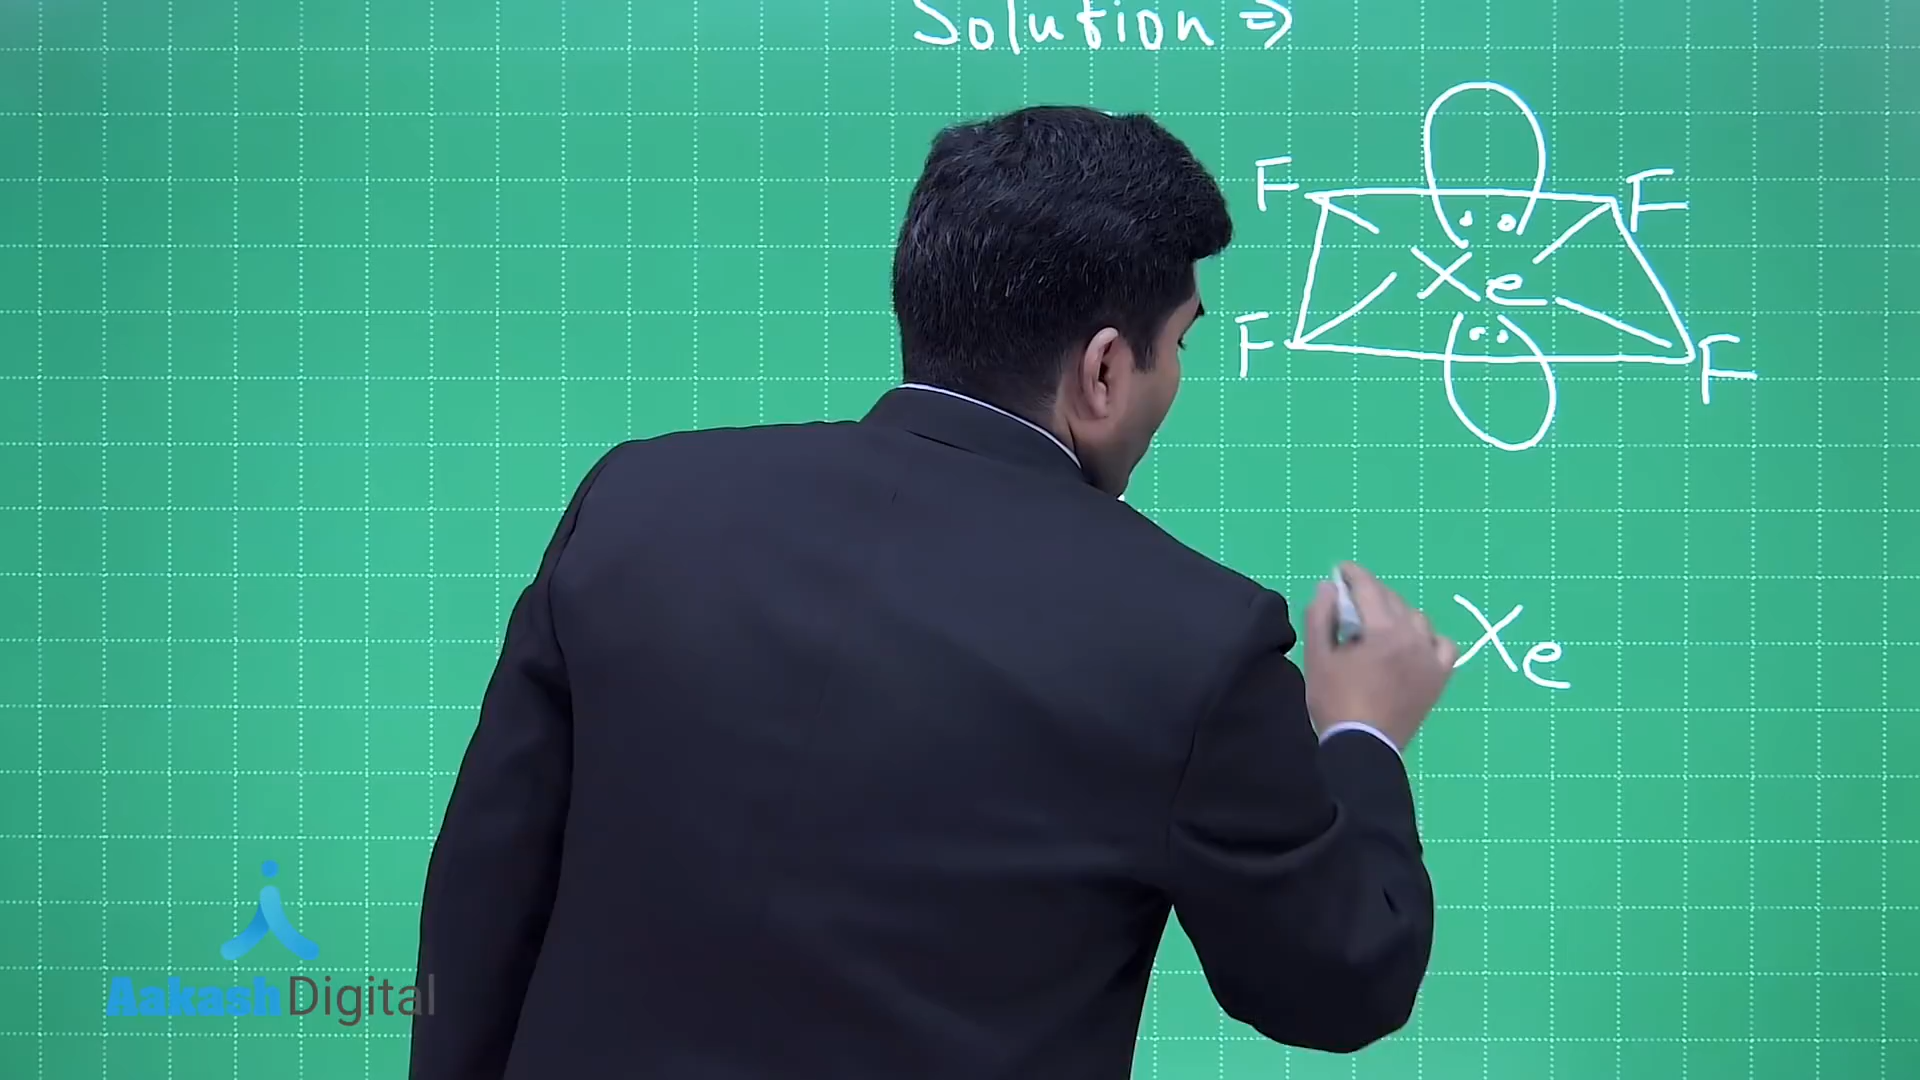 Solution ⇒
F F
Xe
F F
Xe
Aakash Digital